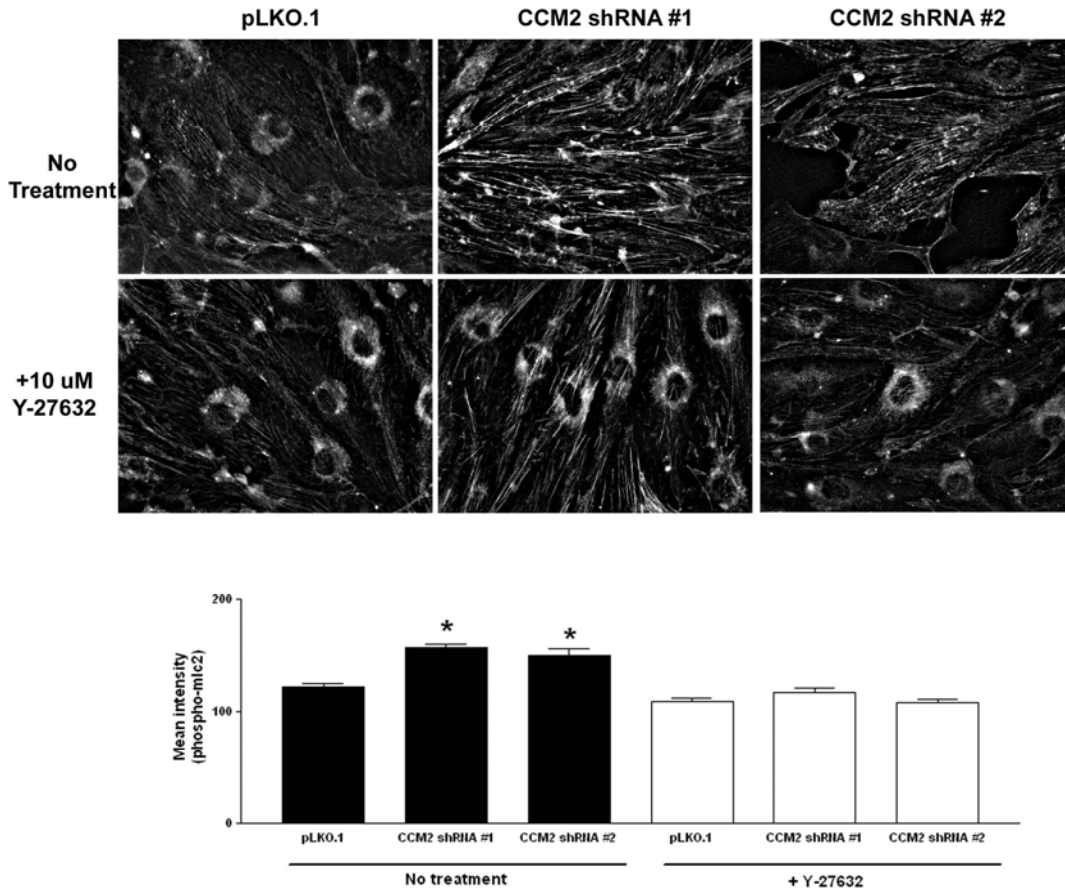 pLKO.1
CCM2 shRNA #1
CCM2 shRNA #2
No
Treatment
+10 uM
Y-27632
Mean intensity
(phospho-mlc2)
200
100
0
*
*
pLKO.1
CCM2 shRNA #1
CCM2 shRNA #2
pLKO.1
CCM2 shRNA #1
CCM2 shRNA #2
No treatment
+ Y-27632